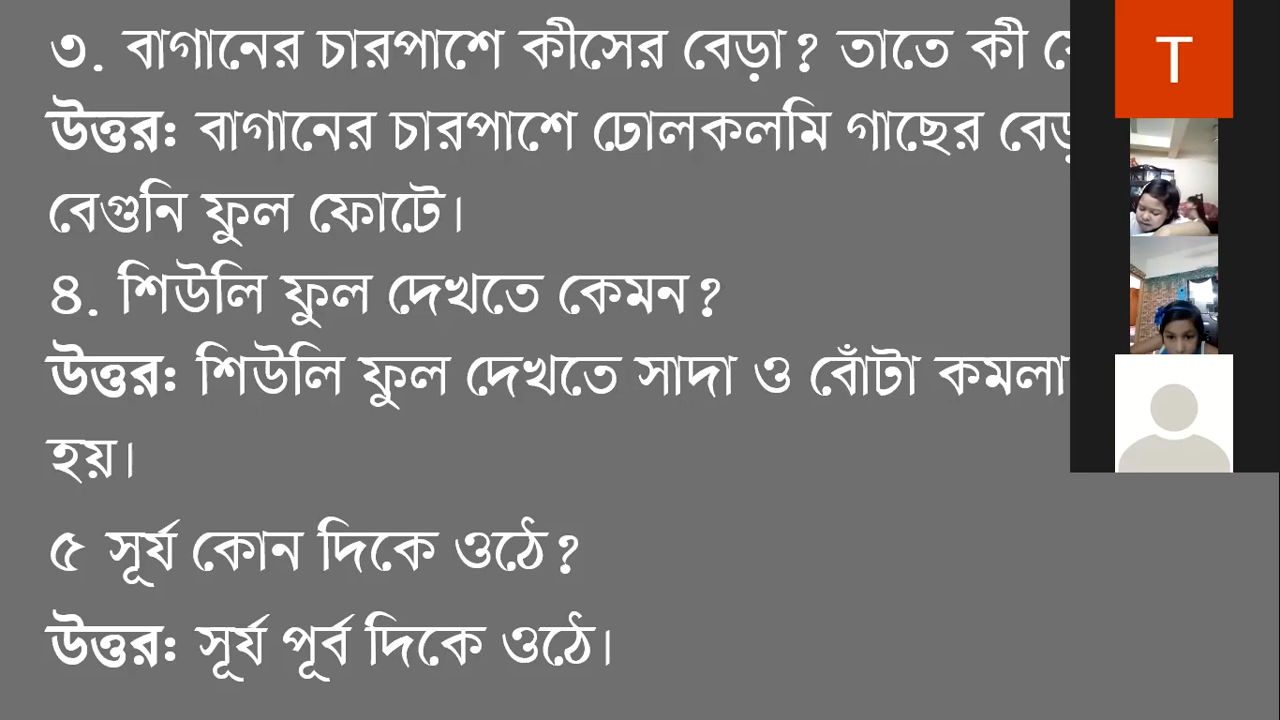 ৩. বাগানের চারপাশে কীসের বেড়া? তাতে কী
উত্তর: বাগানের চারপাশে ঢোলকলমি গাছের
বেগুনি ফুল ফোটে।
৪. শিউলি ফুল দেখতে কেমন?
উত্তর: শিউলি ফুল দেখতে সাদা ও বোঁটা কমলা
হয়।
৫ সূর্য কোন দিকে ওঠে?
উত্তর: সূর্য পূর্ব দিকে ওঠে।
T